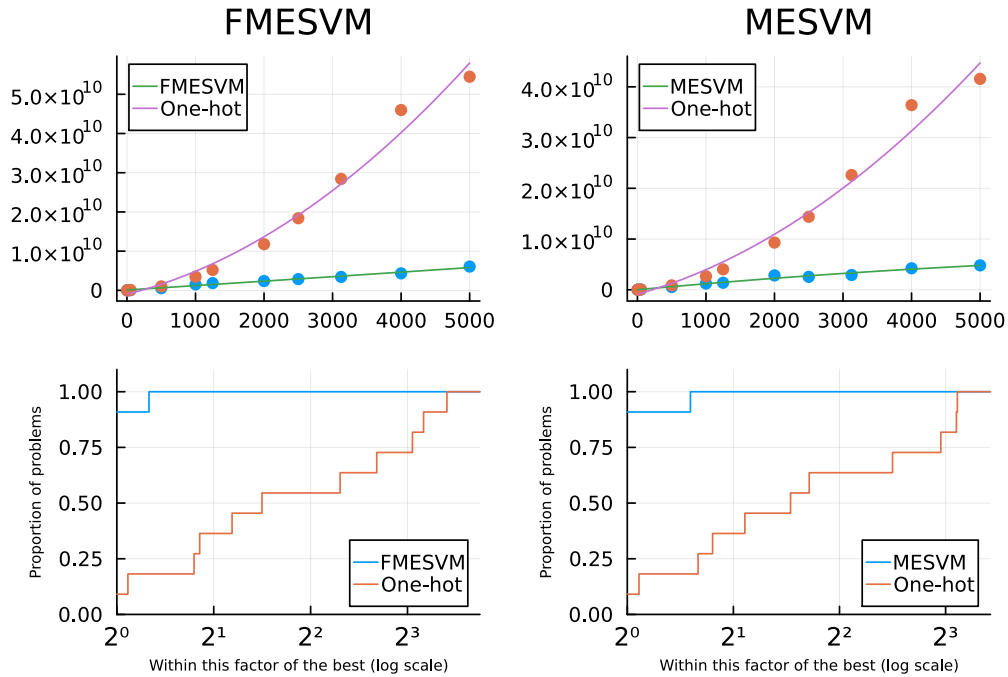 FMESVM
MESVM
FMESVM
One-hot
5.0×10¹⁰
4.0×10¹⁰
3.0×10¹⁰
2.0×10¹⁰
1.0×10¹⁰
0
0 1000 2000 3000 4000 5000
MESVM
One-hot
4.0×10¹⁰
3.0×10¹⁰
2.0×10¹⁰
1.0×10¹⁰
0
0 1000 2000 3000 4000 5000
Proportion of problems
1.00
0.75
0.50
0.25
0.00
FMESVM
One-hot
2⁰ 2¹ 2² 2³
Within this factor of the best (log scale)
Proportion of problems
1.00
0.75
0.50
0.25
0.00
MESVM
One-hot
2⁰ 2¹ 2² 2³
Within this factor of the best (log scale)